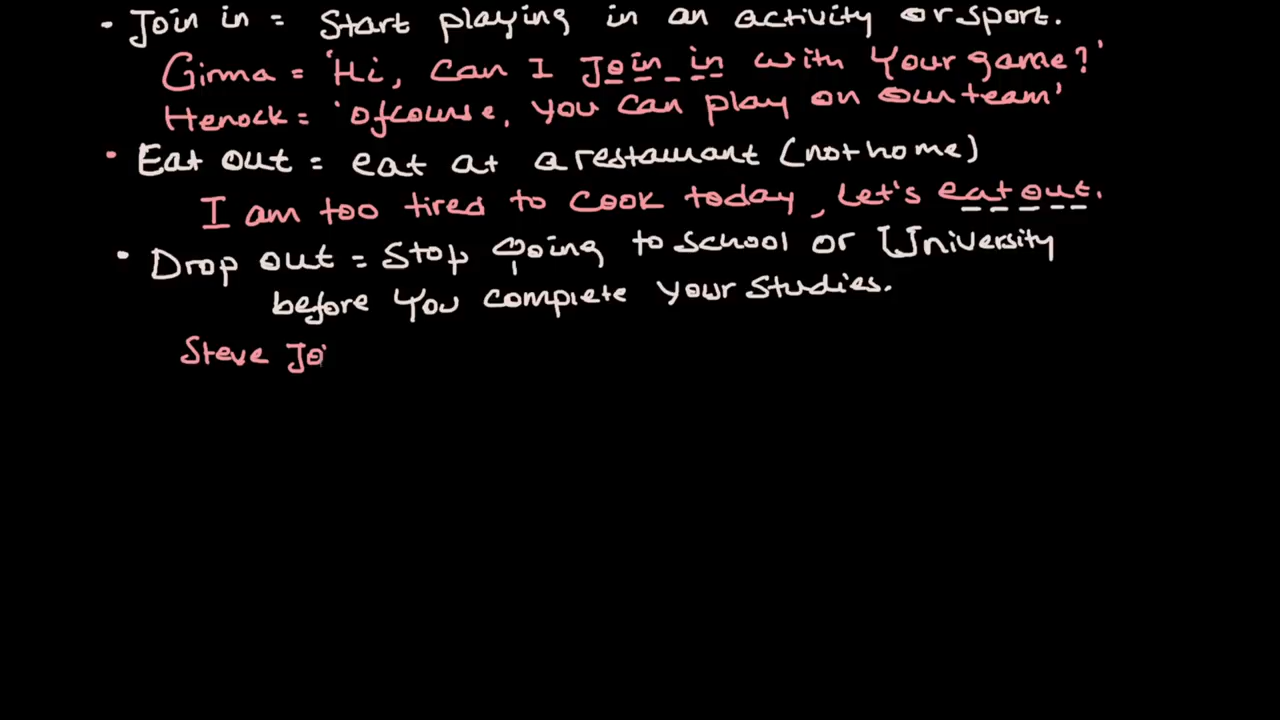 • Join in = Start playing in an activity or sport.
Girma = 'Hi, Can I Join in with Your game?'
Henock = 'ofcourse, You can play on our team'
• Eat out = eat at a restaurant (not home)
I am too tired to cook today, Let's eat out.
• Drop out = Stop going to school or University
before You complete your studies.
Steve Jo